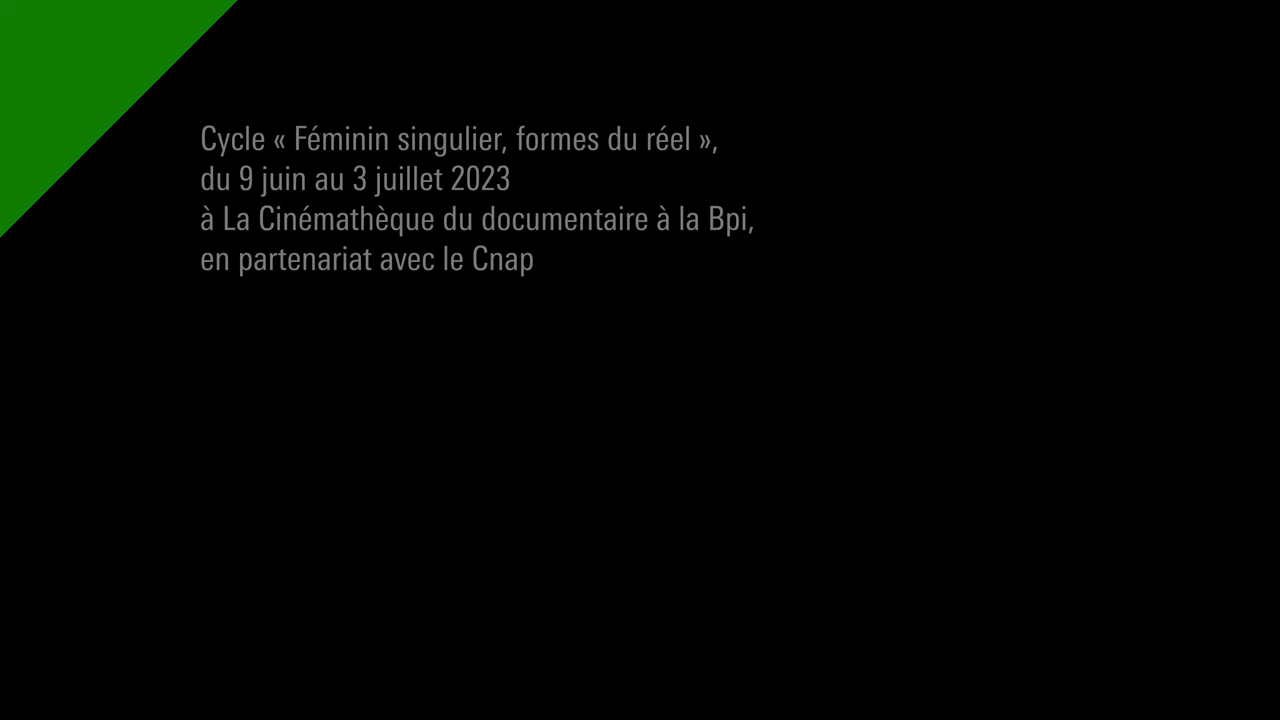 Cycle « Féminin singulier, formes du réel »,
du 9 juin au 3 juillet 2023
à La Cinémathèque du documentaire à la Bpi,
en partenariat avec le Cnap